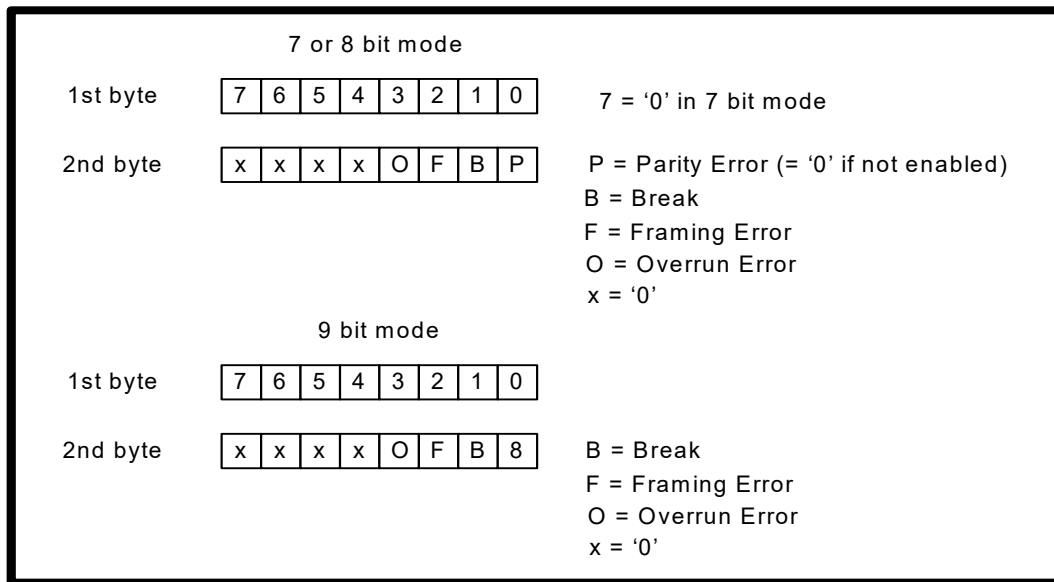 7 or 8 bit mode
1st byte 7 6 5 4 3 2 1 0 7 = ‘0’ in 7 bit mode
2nd byte x x x x O F B P P = Parity Error (= ‘0’ if not enabled)
B = Break
F = Framing Error
O = Overrun Error
x = ‘0’
9 bit mode
1st byte 7 6 5 4 3 2 1 0
2nd byte x x x x O F B 8 B = Break
F = Framing Error
O = Overrun Error
x = ‘0’